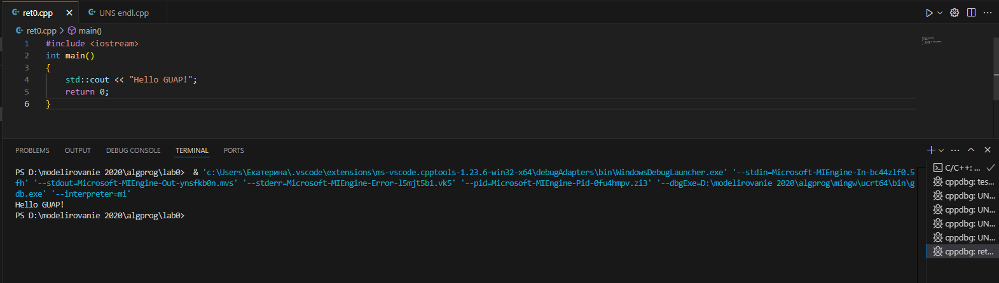 ret0.cpp UNS endl.cpp
ret0.cpp > main()
1 #include <iostream>
2 int main()
3 {
4     std::cout << "Hello GUAP!";
5     return 0;
6 }
PROBLEMS OUTPUT DEBUG CONSOLE TERMINAL PORTS
PS D:\modelirovanie 2020\algprog\lab0>  & 'c:\Users\Екатерина\.vscode\extensions\ms-vscode.cpptools-1.23.6-win32-x64\debugAdapters\bin\WindowsDebugLauncher.exe' '--stdin=Microsoft-MIEngine-In-bc44zlf0.5
fh' '--stdout=Microsoft-MIEngine-Out-ynsfkb0n.mvs' '--stderr=Microsoft-MIEngine-Error-l5mjt5b1.vk5' '--pid=Microsoft-MIEngine-Pid-0fu4hmpv.zi3' '--dbgExe=D:\modelirovanie 2020\algprog\mingw\ucrt64\bin\g
db.exe' '--interpreter=mi'
Hello GUAP!
PS D:\modelirovanie 2020\algprog\lab0>
C/C++: ...
cppdbg: tes...
cppdbg: UN...
cppdbg: UN...
cppdbg: UN...
cppdbg: UN...
cppdbg: ret...